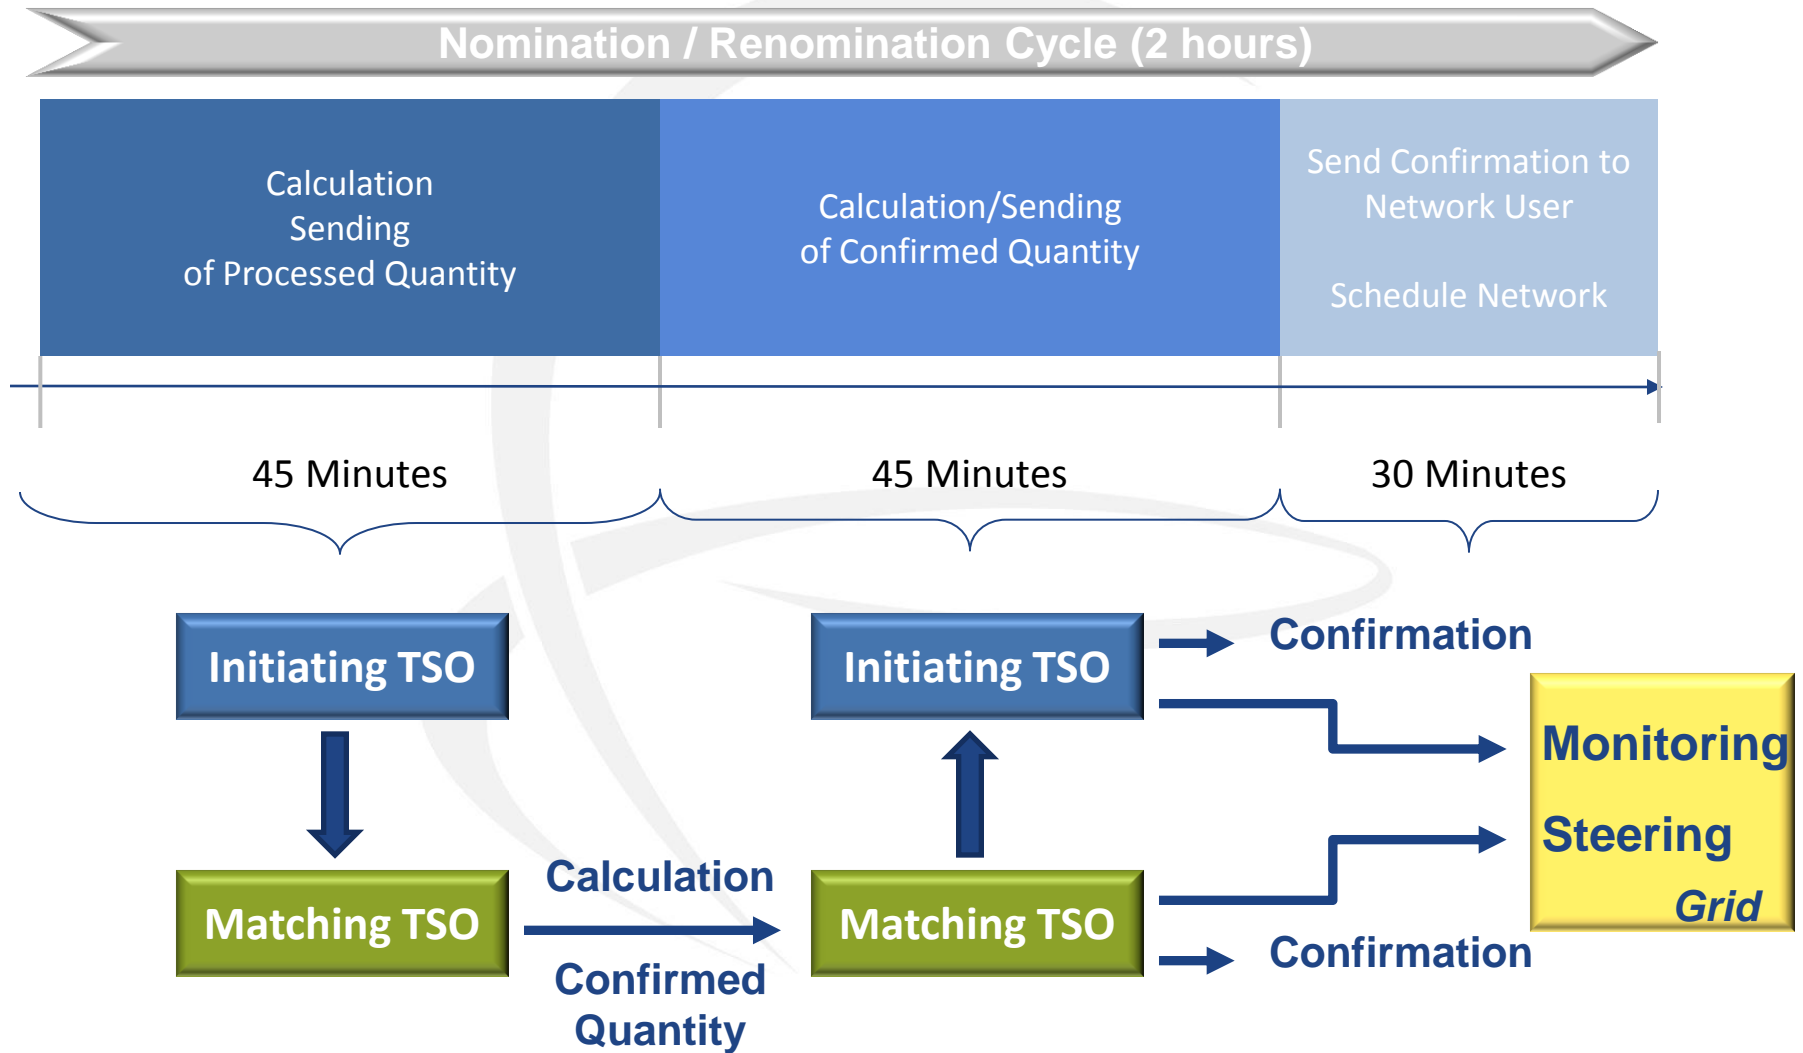 Nomination / Renomination Cycle (2 hours)
Calculation
Sending
of Processed Quantity
Calculation/Sending
of Confirmed Quantity
Send Confirmation to
Network User
Schedule Network
45 Minutes
45 Minutes
30 Minutes
Initiating TSO
Initiating TSO
Confirmation
Monitoring
Steering
Grid
Matching TSO
Calculation
Confirmed
Quantity
Matching TSO
Confirmation